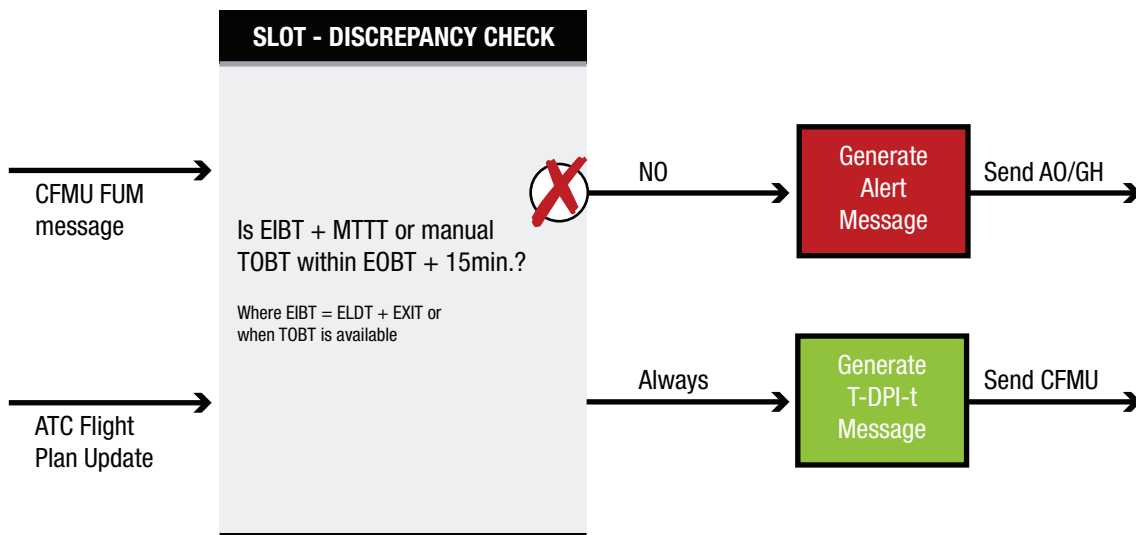 SLOT - DISCREPANCY CHECK
CFMU FUM
message
Is EIBT + MTTT or manual
TOBT within EOBT + 15min.?
Where EIBT = ELDT + EXIT or
when TOBT is available
NO
Generate
Alert
Message
Send AO/GH
ATC Flight
Plan Update
Always
Generate
T-DPI-t
Message
Send CFMU